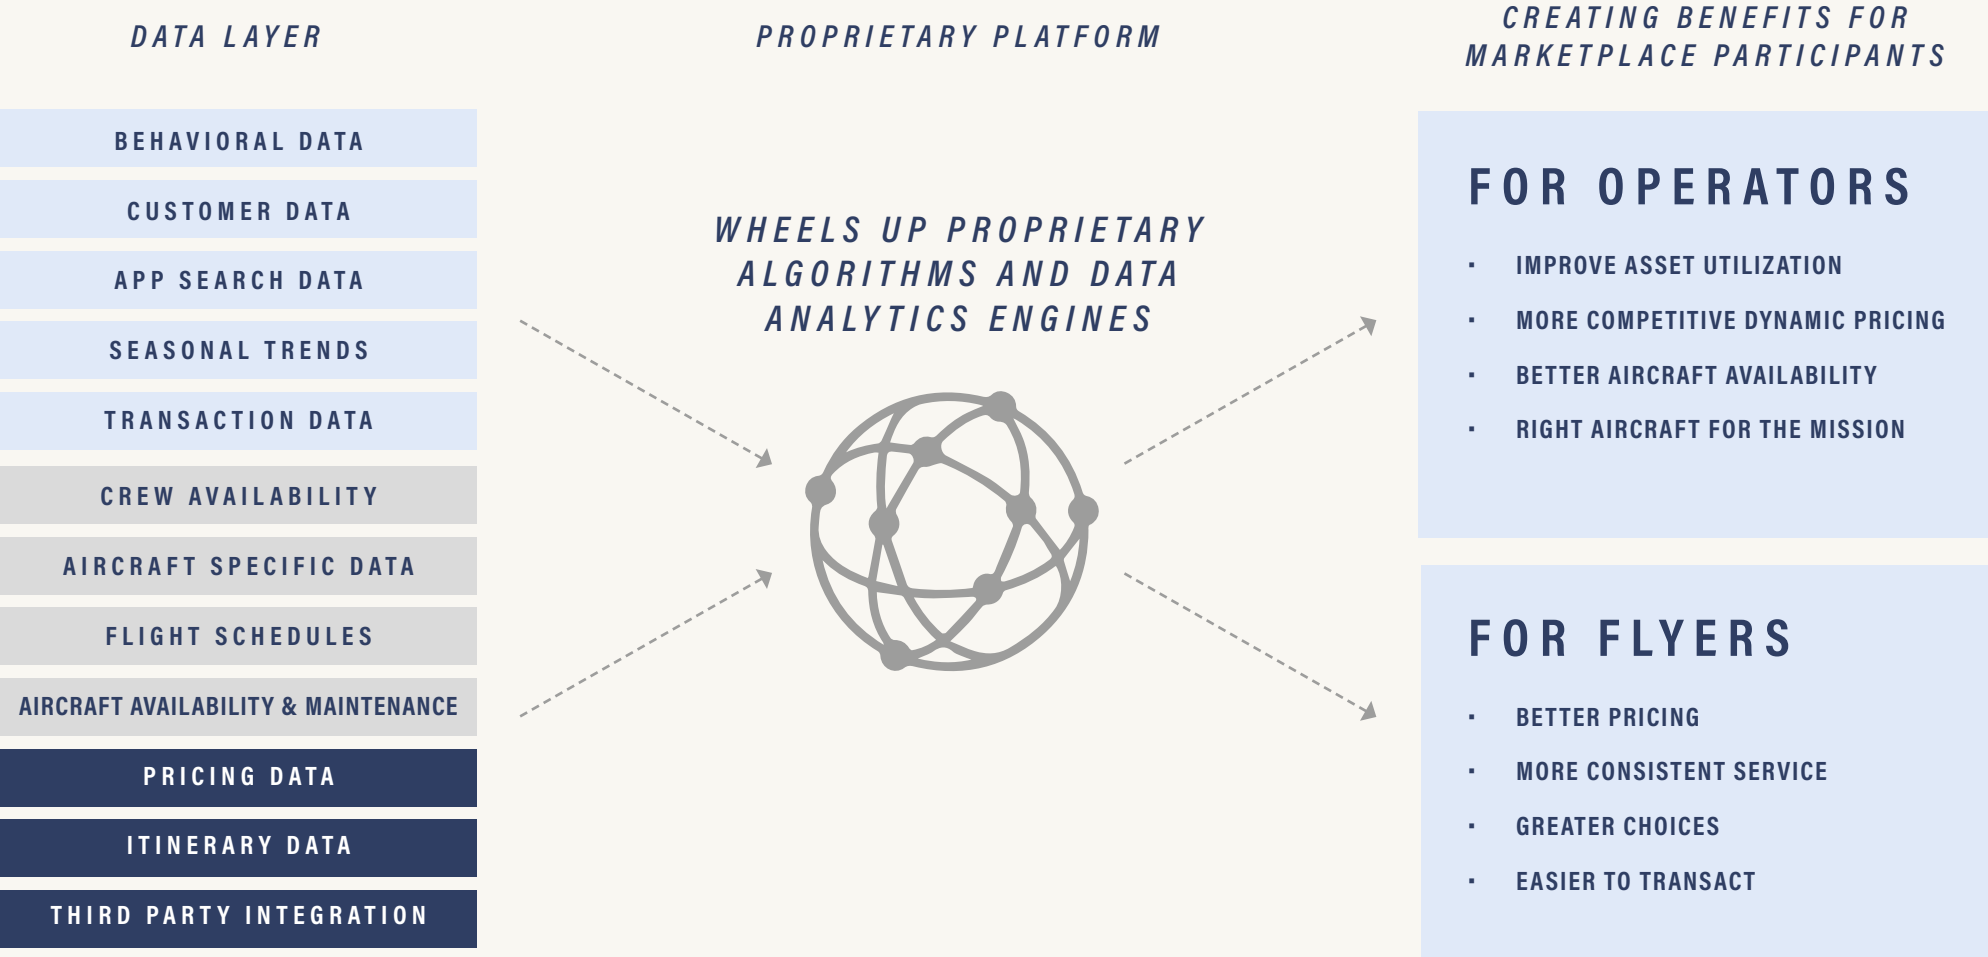 DATA LAYER
BEHAVIORAL DATA
CUSTOMER DATA
APP SEARCH DATA
SEASONAL TRENDS
TRANSACTION DATA
CREW AVAILABILITY
AIRCRAFT SPECIFIC DATA
FLIGHT SCHEDULES
AIRCRAFT AVAILABILITY & MAINTENANCE
PRICING DATA
ITINERARY DATA
THIRD PARTY INTEGRATION
PROPRIETARY PLATFORM
WHEELS UP PROPRIETARY
ALGORITHMS AND DATA
ANALYTICS ENGINES
CREATING BENEFITS FOR
MARKETPLACE PARTICIPANTS
FOR OPERATORS
▪ IMPROVE ASSET UTILIZATION
▪ MORE COMPETITIVE DYNAMIC PRICING
▪ BETTER AIRCRAFT AVAILABILITY
▪ RIGHT AIRCRAFT FOR THE MISSION
FOR FLYERS
▪ BETTER PRICING
▪ MORE CONSISTENT SERVICE
▪ GREATER CHOICES
▪ EASIER TO TRANSACT